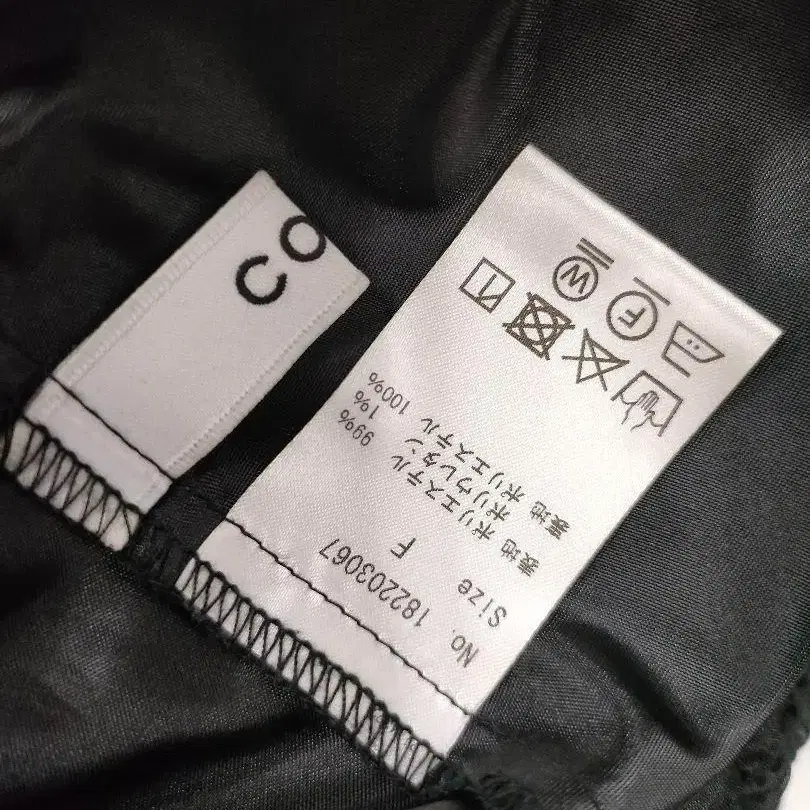 CO
No. 182203067
Size F
表地 ポリエステル 99%
ポリウレタン 1%
裏地 ポリエステル 100%
F
W